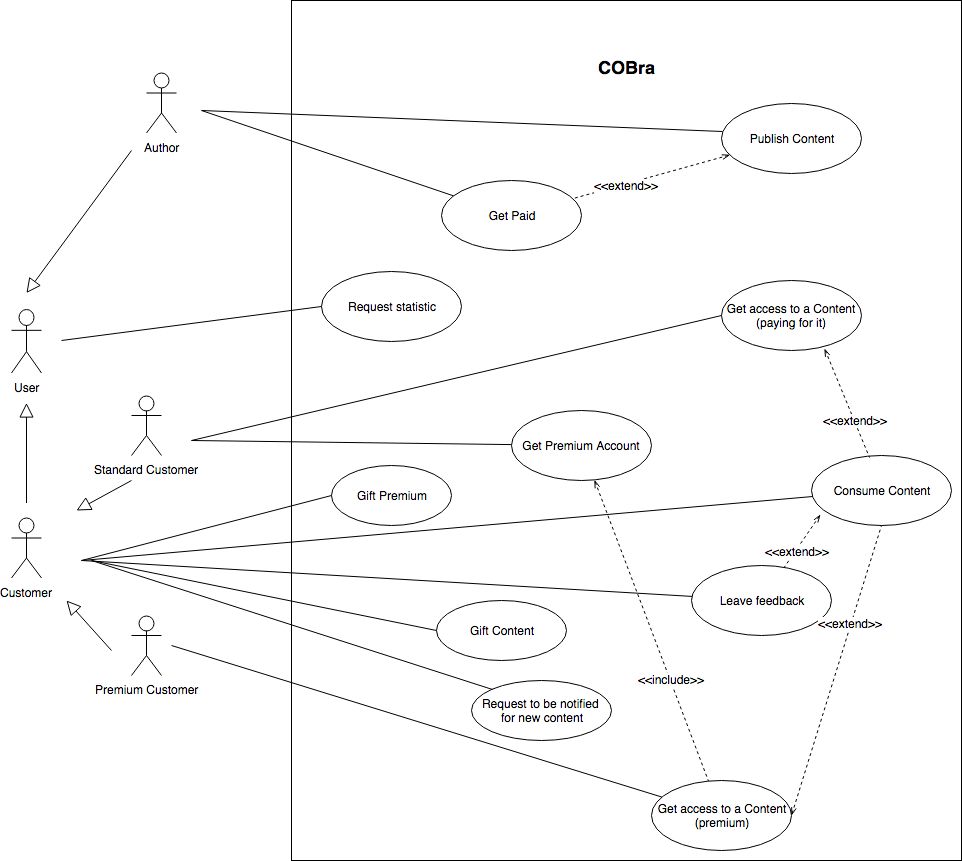 COBra
Author
Publish Content
<<extend>>
Get Paid
Request statistic
Get access to a Content
(paying for it)
User
<<extend>>
Standard Customer
Get Premium Account
Gift Premium
Consume Content
<<extend>>
Customer
Leave feedback
<<extend>>
Gift Content
<<include>>
Premium Customer
Request to be notified
for new content
Get access to a Content
(premium)